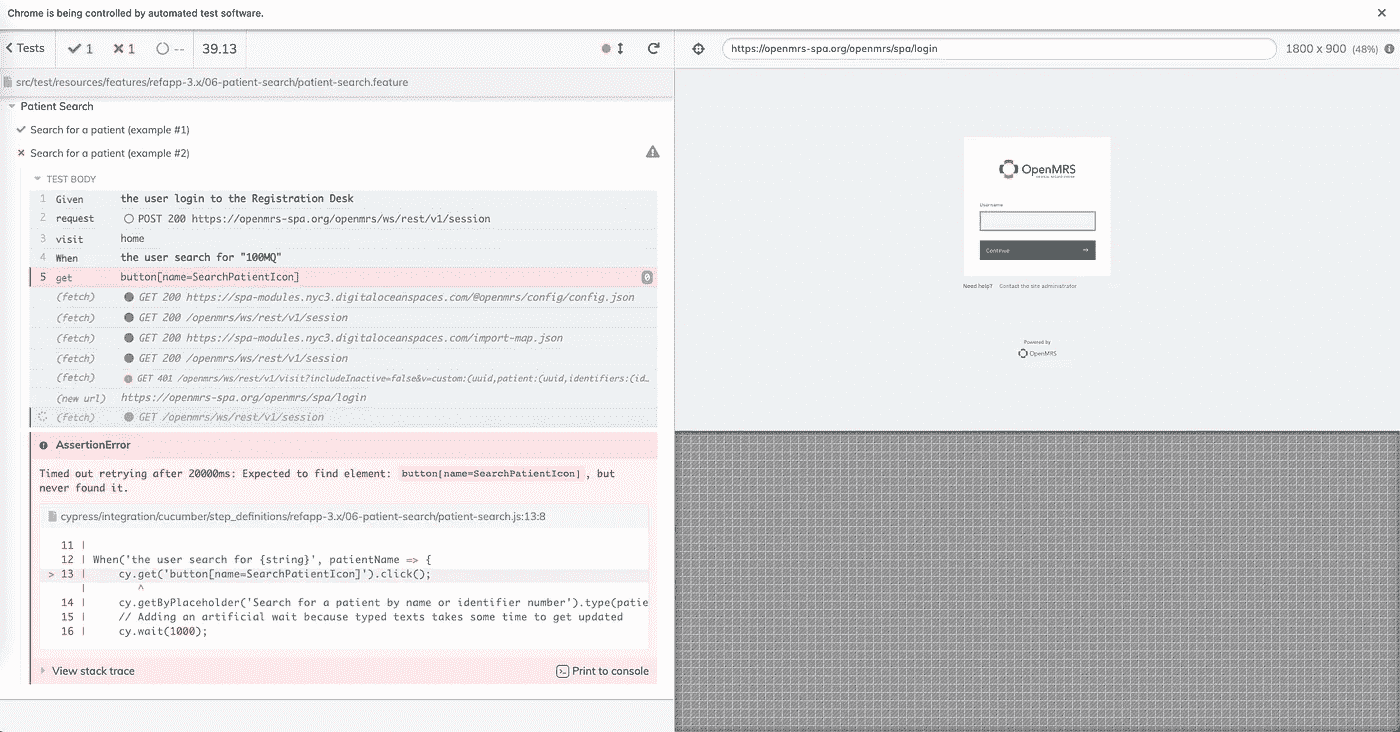 Chrome is being controlled by automated test software.
Tests
1
1
--
39.13
https://openmrs-spa.org/openmrs/spa/login
1800 x 900 (48%)
src/test/resources/features/refapp-3.x/06-patient-search/patient-search.feature
Patient Search
Search for a patient (example #1)
Search for a patient (example #2)
TEST BODY
1 Given the user login to the Registration Desk
2 request POST 200 https://openmrs-spa.org/openmrs/ws/rest/v1/session
3 visit home
4 When the user search for "100MQ"
5 get button[name=SearchPatientIcon] 0
(fetch) GET 200 https://spa-modules.nyc3.digitaloceanspaces.com/@openmrs/config/config.json
(fetch) GET 200 /openmrs/ws/rest/v1/session
(fetch) GET 200 https://spa-modules.nyc3.digitaloceanspaces.com/import-map.json
(fetch) GET 200 /openmrs/ws/rest/v1/session
(fetch) GET 401 /openmrs/ws/rest/v1/visit?includeInactive=false&v=custom:(uuid,patient:(uuid,identifiers:(id…
(new url) https://openmrs-spa.org/openmrs/spa/login
(fetch) GET /openmrs/ws/rest/v1/session
AssertionError
Timed out retrying after 20000ms: Expected to find element: button[name=SearchPatientIcon], but
never found it.
cypress/integration/cucumber/step_definitions/refapp-3.x/06-patient-search/patient-search.js:13:8
11 |
12 | When('the user search for {string}', patientName => {
> 13 | cy.get('button[name=SearchPatientIcon]').click();
| ^
14 | cy.getByPlaceholder('Search for a patient by name or identifier number').type(patie
15 | // Adding an artificial wait because typed texts takes some time to get updated
16 | cy.wait(1000);
View stack trace
Print to console
OpenMRS
Username
Continue →
Need help? Contact the site administrator
Powered by
OpenMRS